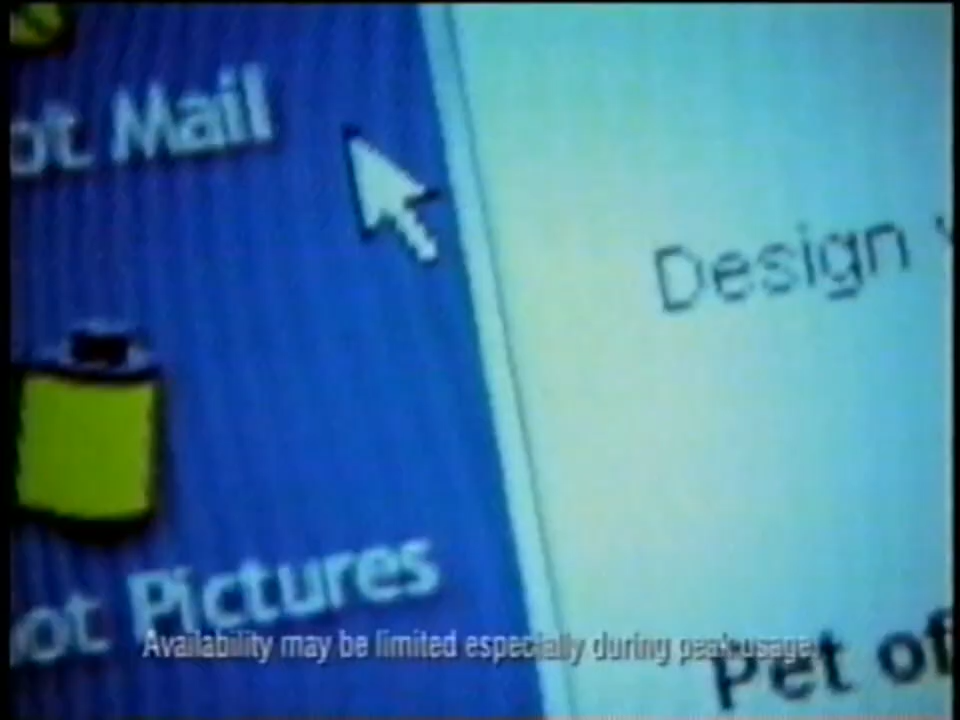 ot Mail
Design
ot Pictures
Availability may be limited especially during peak usage.
Pet of